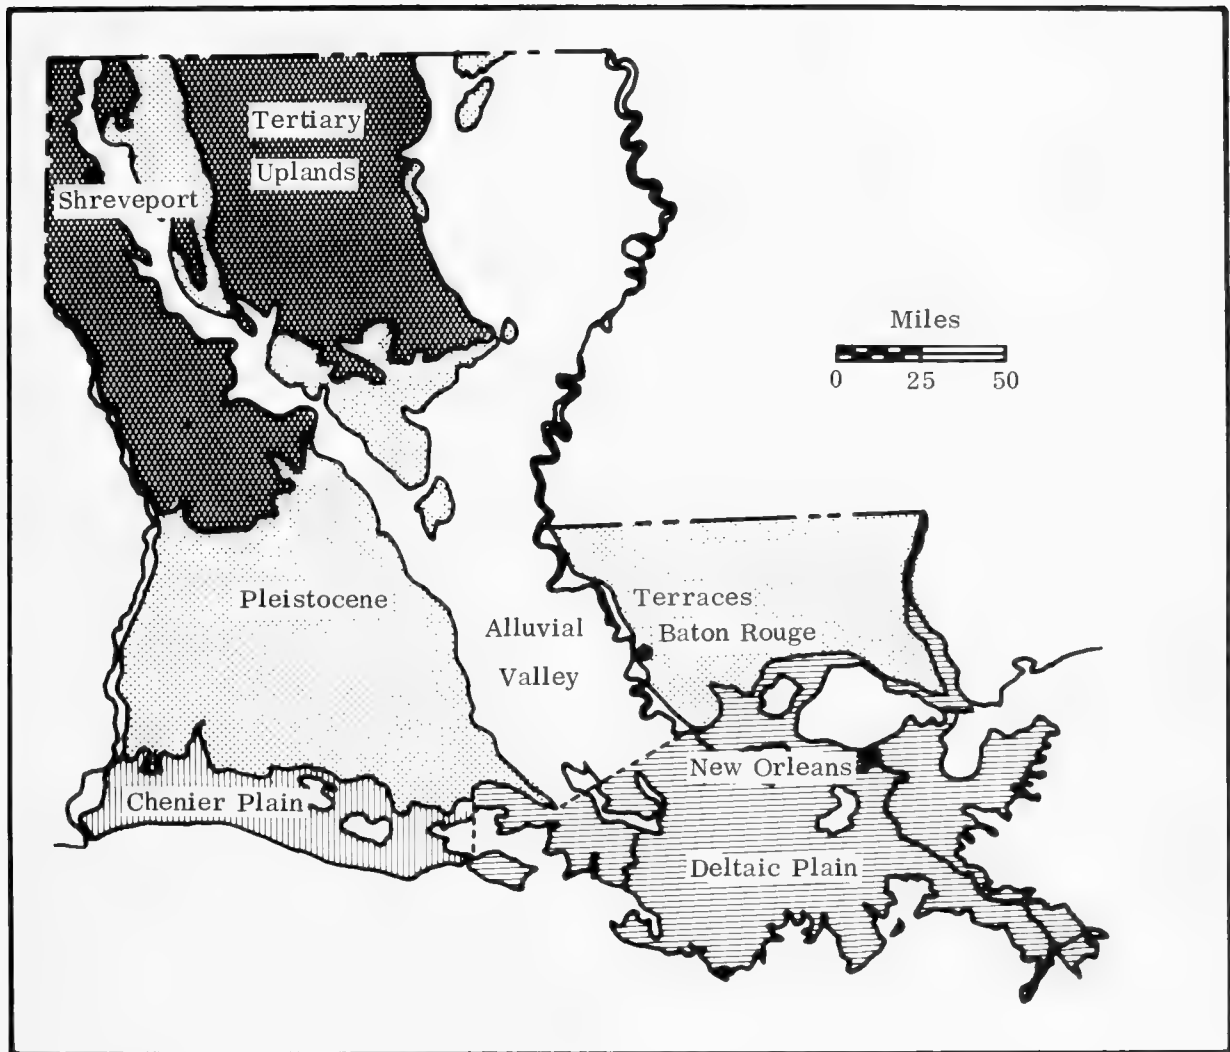 Tertiary
Uplands
Shreveport
Miles
0 25 50
Pleistocene
Terraces
Baton Rouge
Alluvial
Valley
New Orleans
Chenier Plain
Deltaic Plain